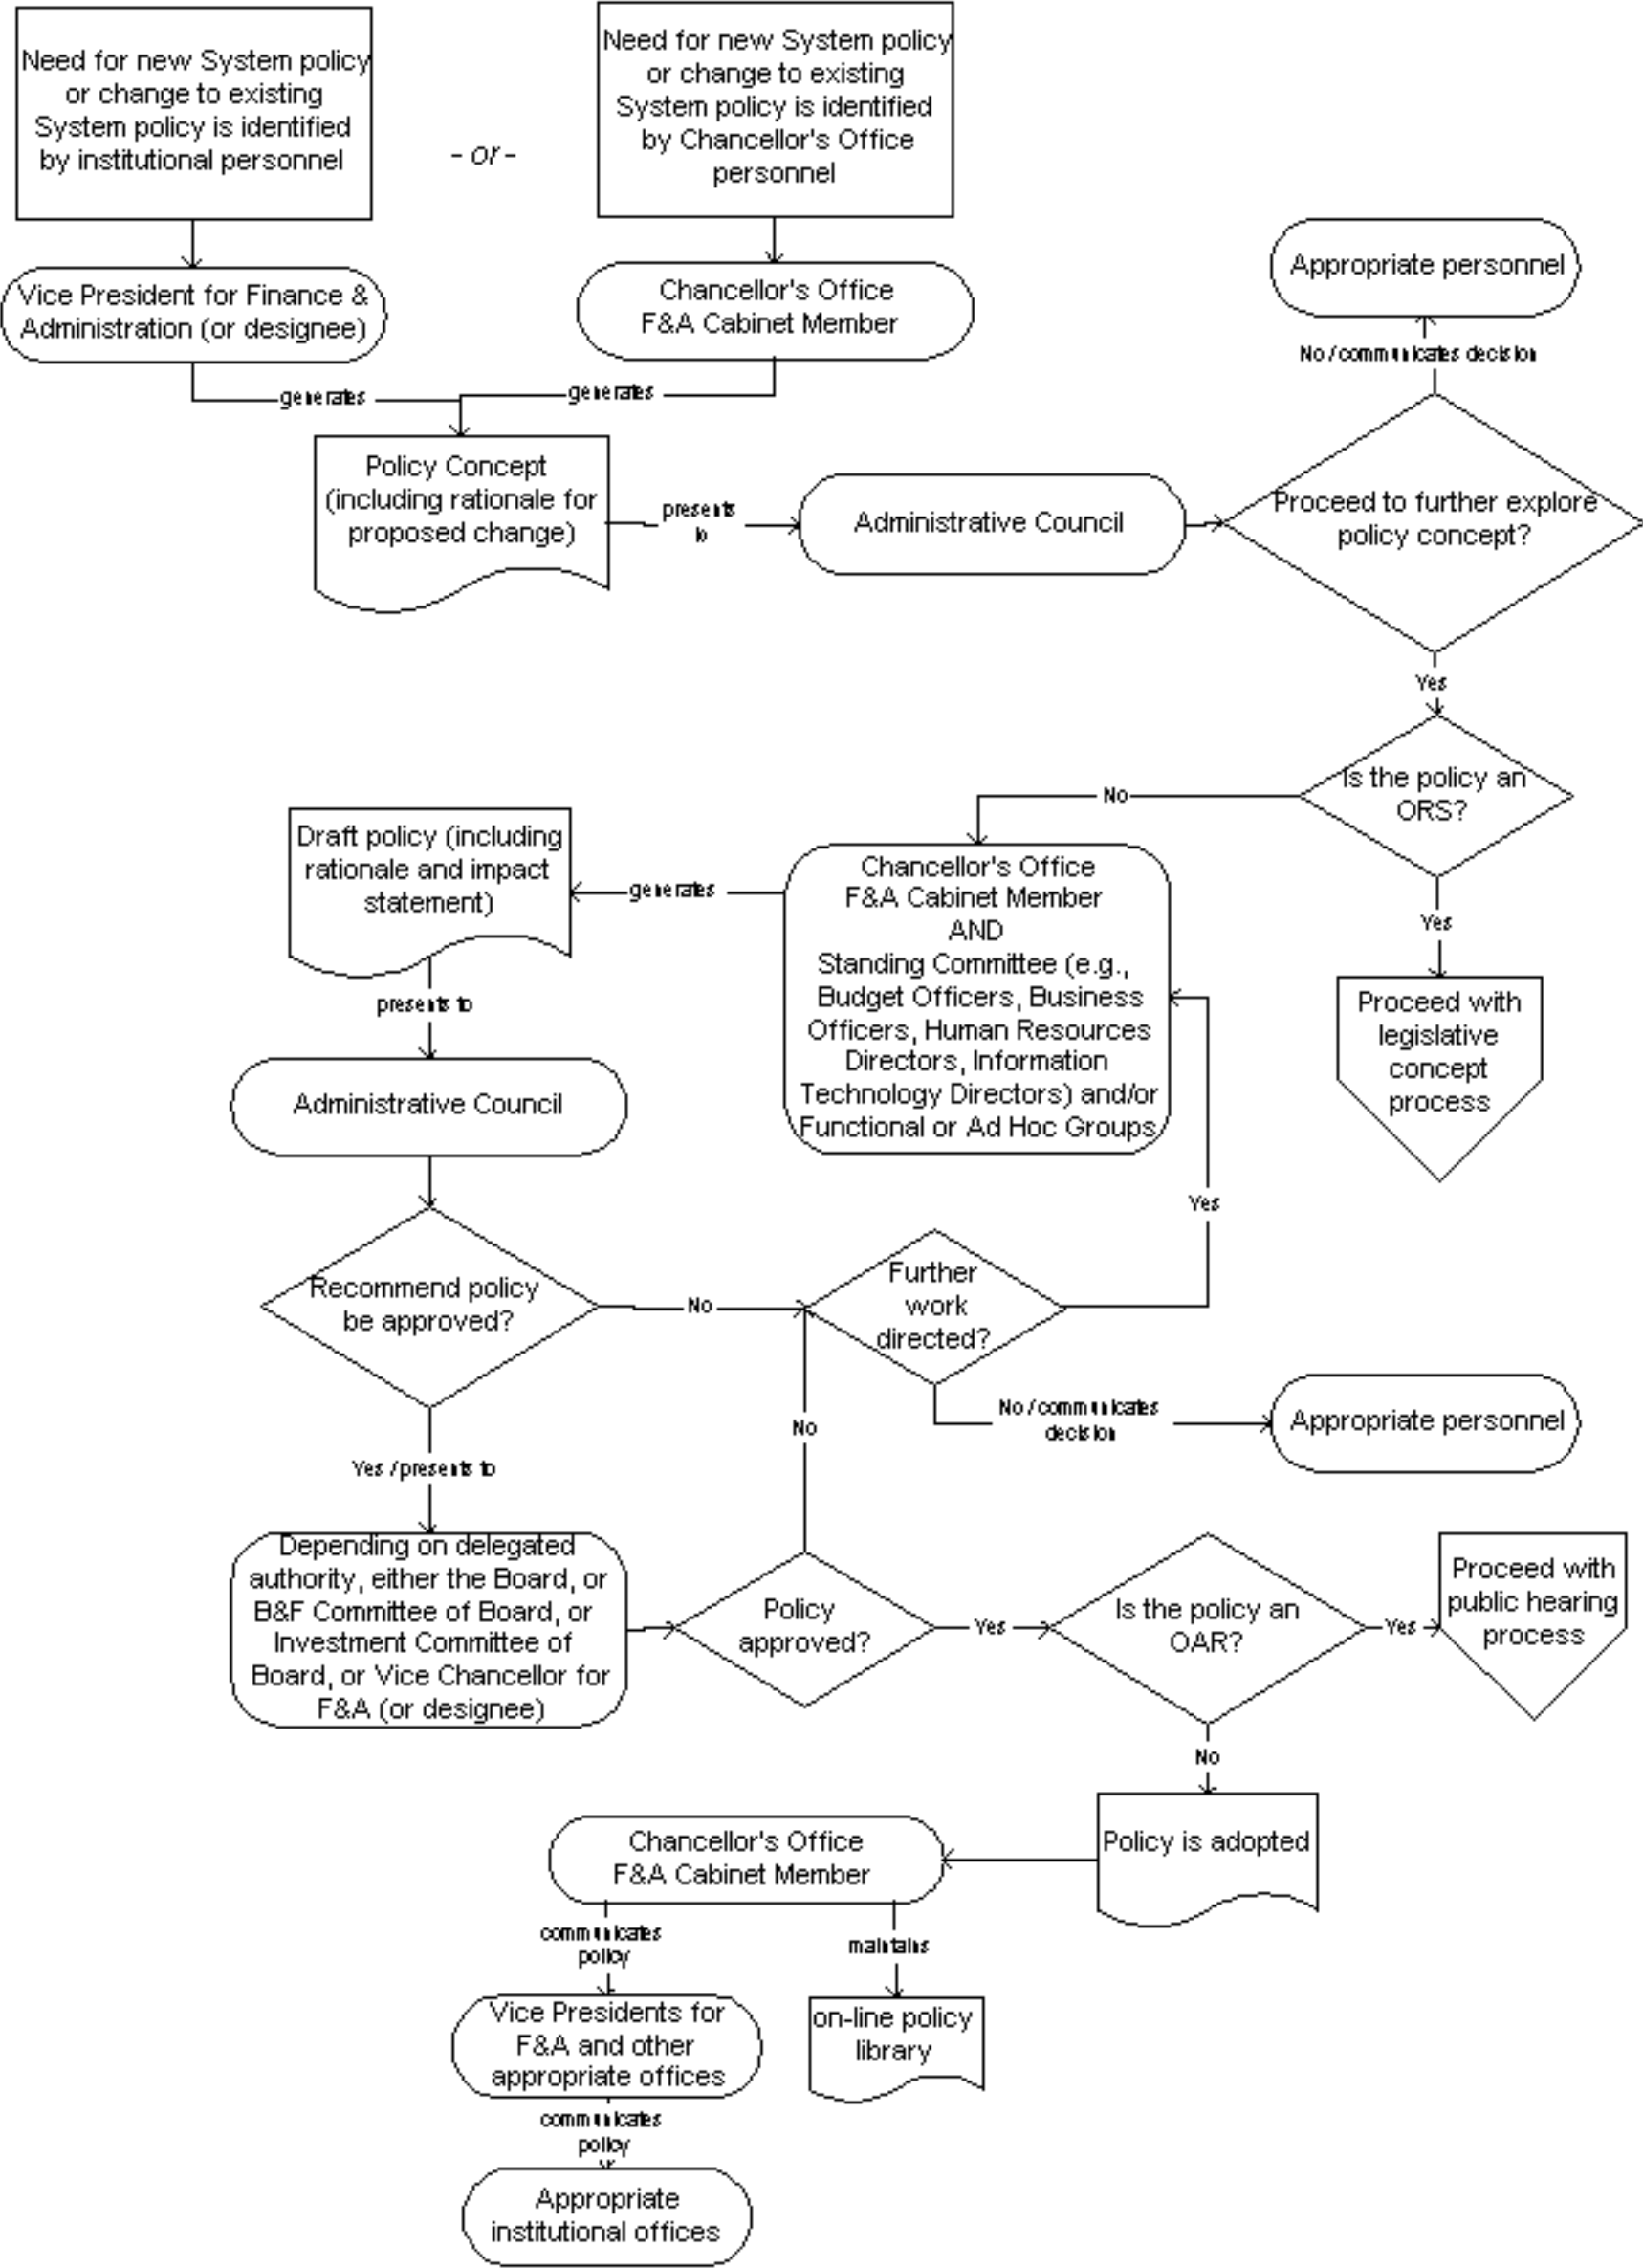 Need for new System policy
or change to existing
System policy is identified
by institutional personnel
- or -
Need for new System policy
or change to existing
System policy is identified
by Chancellor's Office
personnel
Vice President for Finance &
Administration (or designee)
Chancellor's Office
F&A Cabinet Member
Appropriate personnel
No / communicates decision
generates
generates
Policy Concept
(including rationale for
proposed change)
presents
to
Administrative Council
Proceed to further explore
policy concept?
Yes
Is the policy an
ORS?
No
Yes
Proceed with
legislative
concept
process
Chancellor's Office
F&A Cabinet Member
AND
Standing Committee (e.g.,
Budget Officers, Business
Officers, Human Resources
Directors, Information
Technology Directors) and/or
Functional or Ad Hoc Groups
generates
Draft policy (including
rationale and impact
statement)
presents to
Administrative Council
Recommend policy
be approved?
No
Further
work
directed?
Yes
No / communicates
decision
Appropriate personnel
Yes / presents to
No
Depending on delegated
authority, either the Board, or
B&F Committee of Board, or
Investment Committee of
Board, or Vice Chancellor for
F&A (or designee)
Policy
approved?
Yes
Is the policy an
OAR?
Yes
Proceed with
public hearing
process
No
Policy is adopted
Chancellor's Office
F&A Cabinet Member
communicates
policy
maintains
Vice Presidents for
F&A and other
appropriate offices
on-line policy
library
communicates
policy
Appropriate
institutional offices